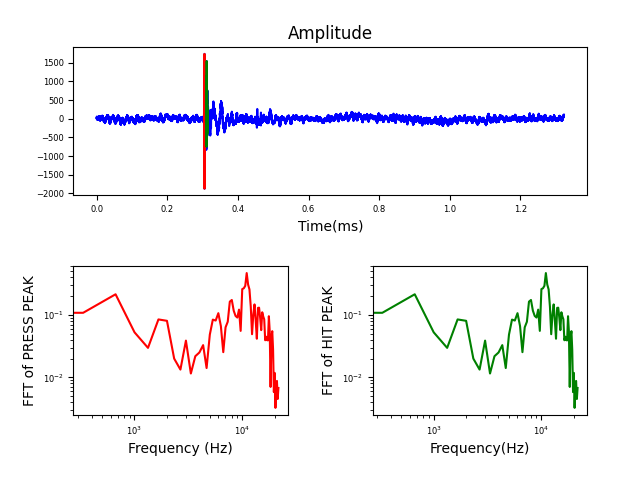 Amplitude
1500
1000
500
0
−500
−1000
−1500
−2000
0.0 0.2 0.4 0.6 0.8 1.0 1.2
Time(ms)
FFT of PRESS PEAK
10⁻¹
10⁻²
10³ 10⁴
Frequency (Hz)
FFT of HIT PEAK
10⁻¹
10⁻²
10³ 10⁴
Frequency(Hz)